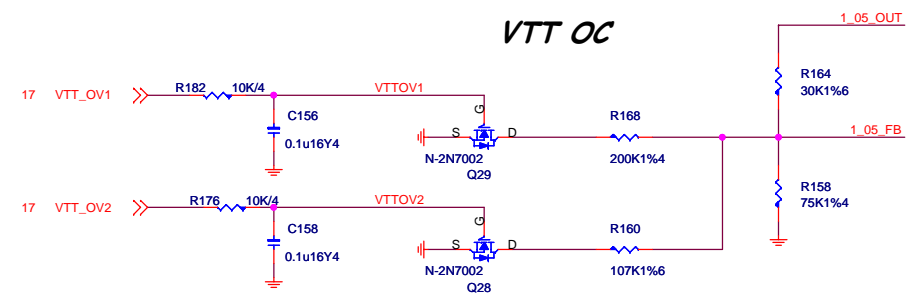 VTT OC
1_05_OUT
17 VTT_OV1 R182 10K/4 VTTOV1
R164
30K1%6
C156
0.1u16Y4
G
S D
N-2N7002
Q29
R168
200K1%4
1_05_FB
R158
75K1%4
17 VTT_OV2 R176 10K/4 VTTOV2
C158
0.1u16Y4
G
S D
N-2N7002
Q28
R160
107K1%6